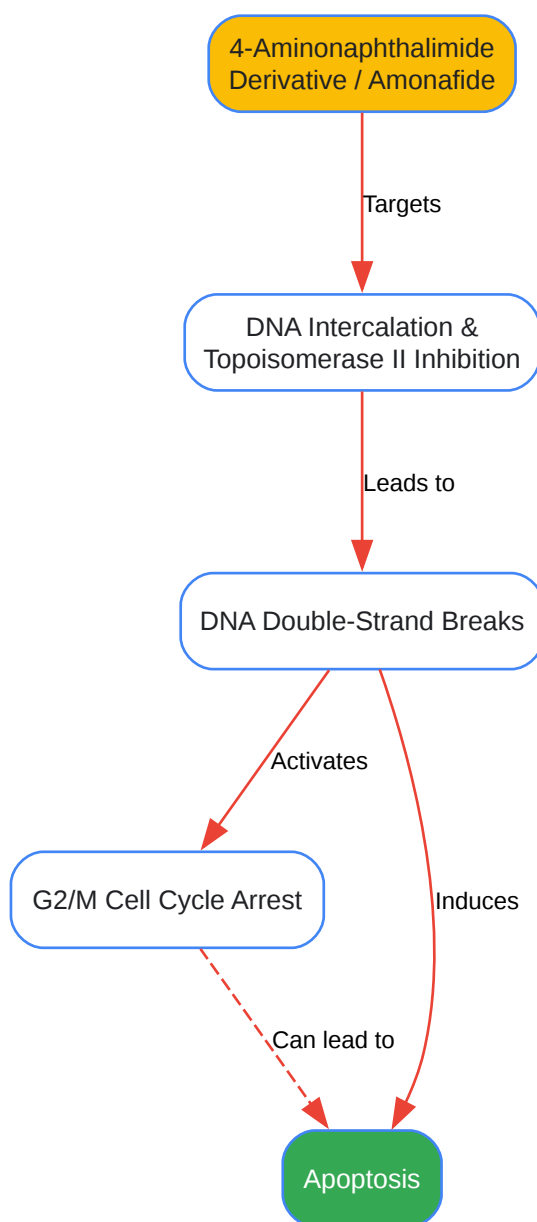 4-Aminonaphthalimide
Derivative / Amonafide
Targets
DNA Intercalation &
Topoisomerase II Inhibition
Leads to
DNA Double-Strand Breaks
Activates
G2/M Cell Cycle Arrest
Induces
Can lead to
Apoptosis